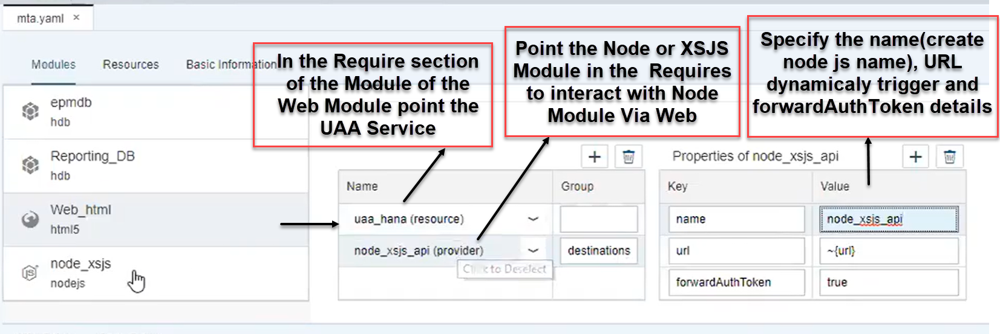 mta.yaml ×
Modules Resources Basic Information
In the Require section
of the Module of the
Web Module point the
UAA Service
Point the Node or XSJS
Module in the Requires
to interact with Node
Module Via Web
Specify the name(create
node js name), URL
dynamicaly trigger and
forwardAuthToken details
epmdb
hdb
Reporting_DB
hdb
Web_html
html5
node_xsjs
nodejs
Name Group
uaa_hana (resource)
node_xsjs_api (provider) destinations
Click to Deselect
Properties of node_xsjs_api
Key Value
name node_xsjs_api
url ~{url}
forwardAuthToken true